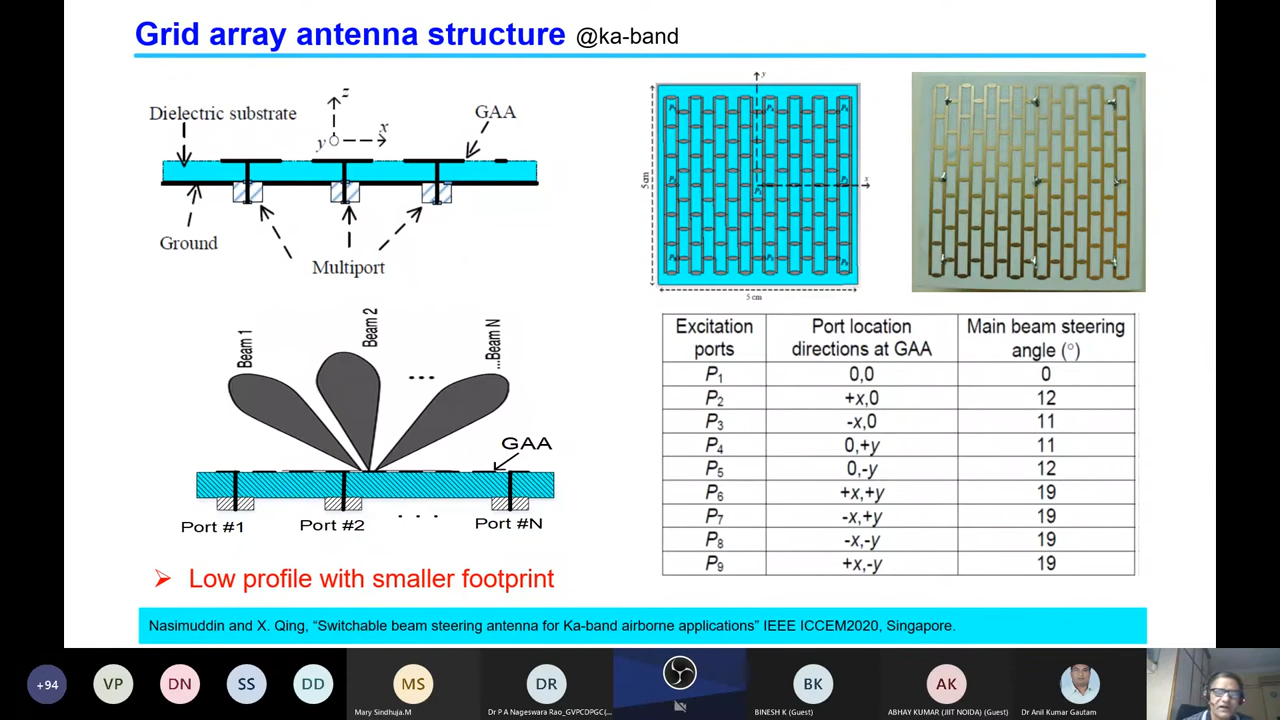 Grid array antenna structure @ka-band
Dielectric substrate
z
x
y
GAA
Ground
Multiport
Beam 1
Beam 2
...Beam N
...
GAA
Port #1
Port #2
...
Port #N
Low profile with smaller footprint
y
x
5cm
5 cm
Excitation ports | Port location directions at GAA | Main beam steering angle (°)
P1 0,0 0
P2 +x,0 12
P3 -x,0 11
P4 0,+y 11
P5 0,-y 12
P6 +x,+y 19
P7 -x,+y 19
P8 -x,-y 19
P9 +x,-y 19
Nasimuddin and X. Qing, “Switchable beam steering antenna for Ka-band airborne applications” IEEE ICCEM2020, Singapore.
+94
VP
DN
SS
DD
MS
Mary Sindhuja.M
DR
Dr P A Nageswara Rao_GVPCDPGC(...
BK
BINESH K (Guest)
AK
ABHAY KUMAR (JIIT NOIDA) (Guest)
Dr Anil Kumar Gautam